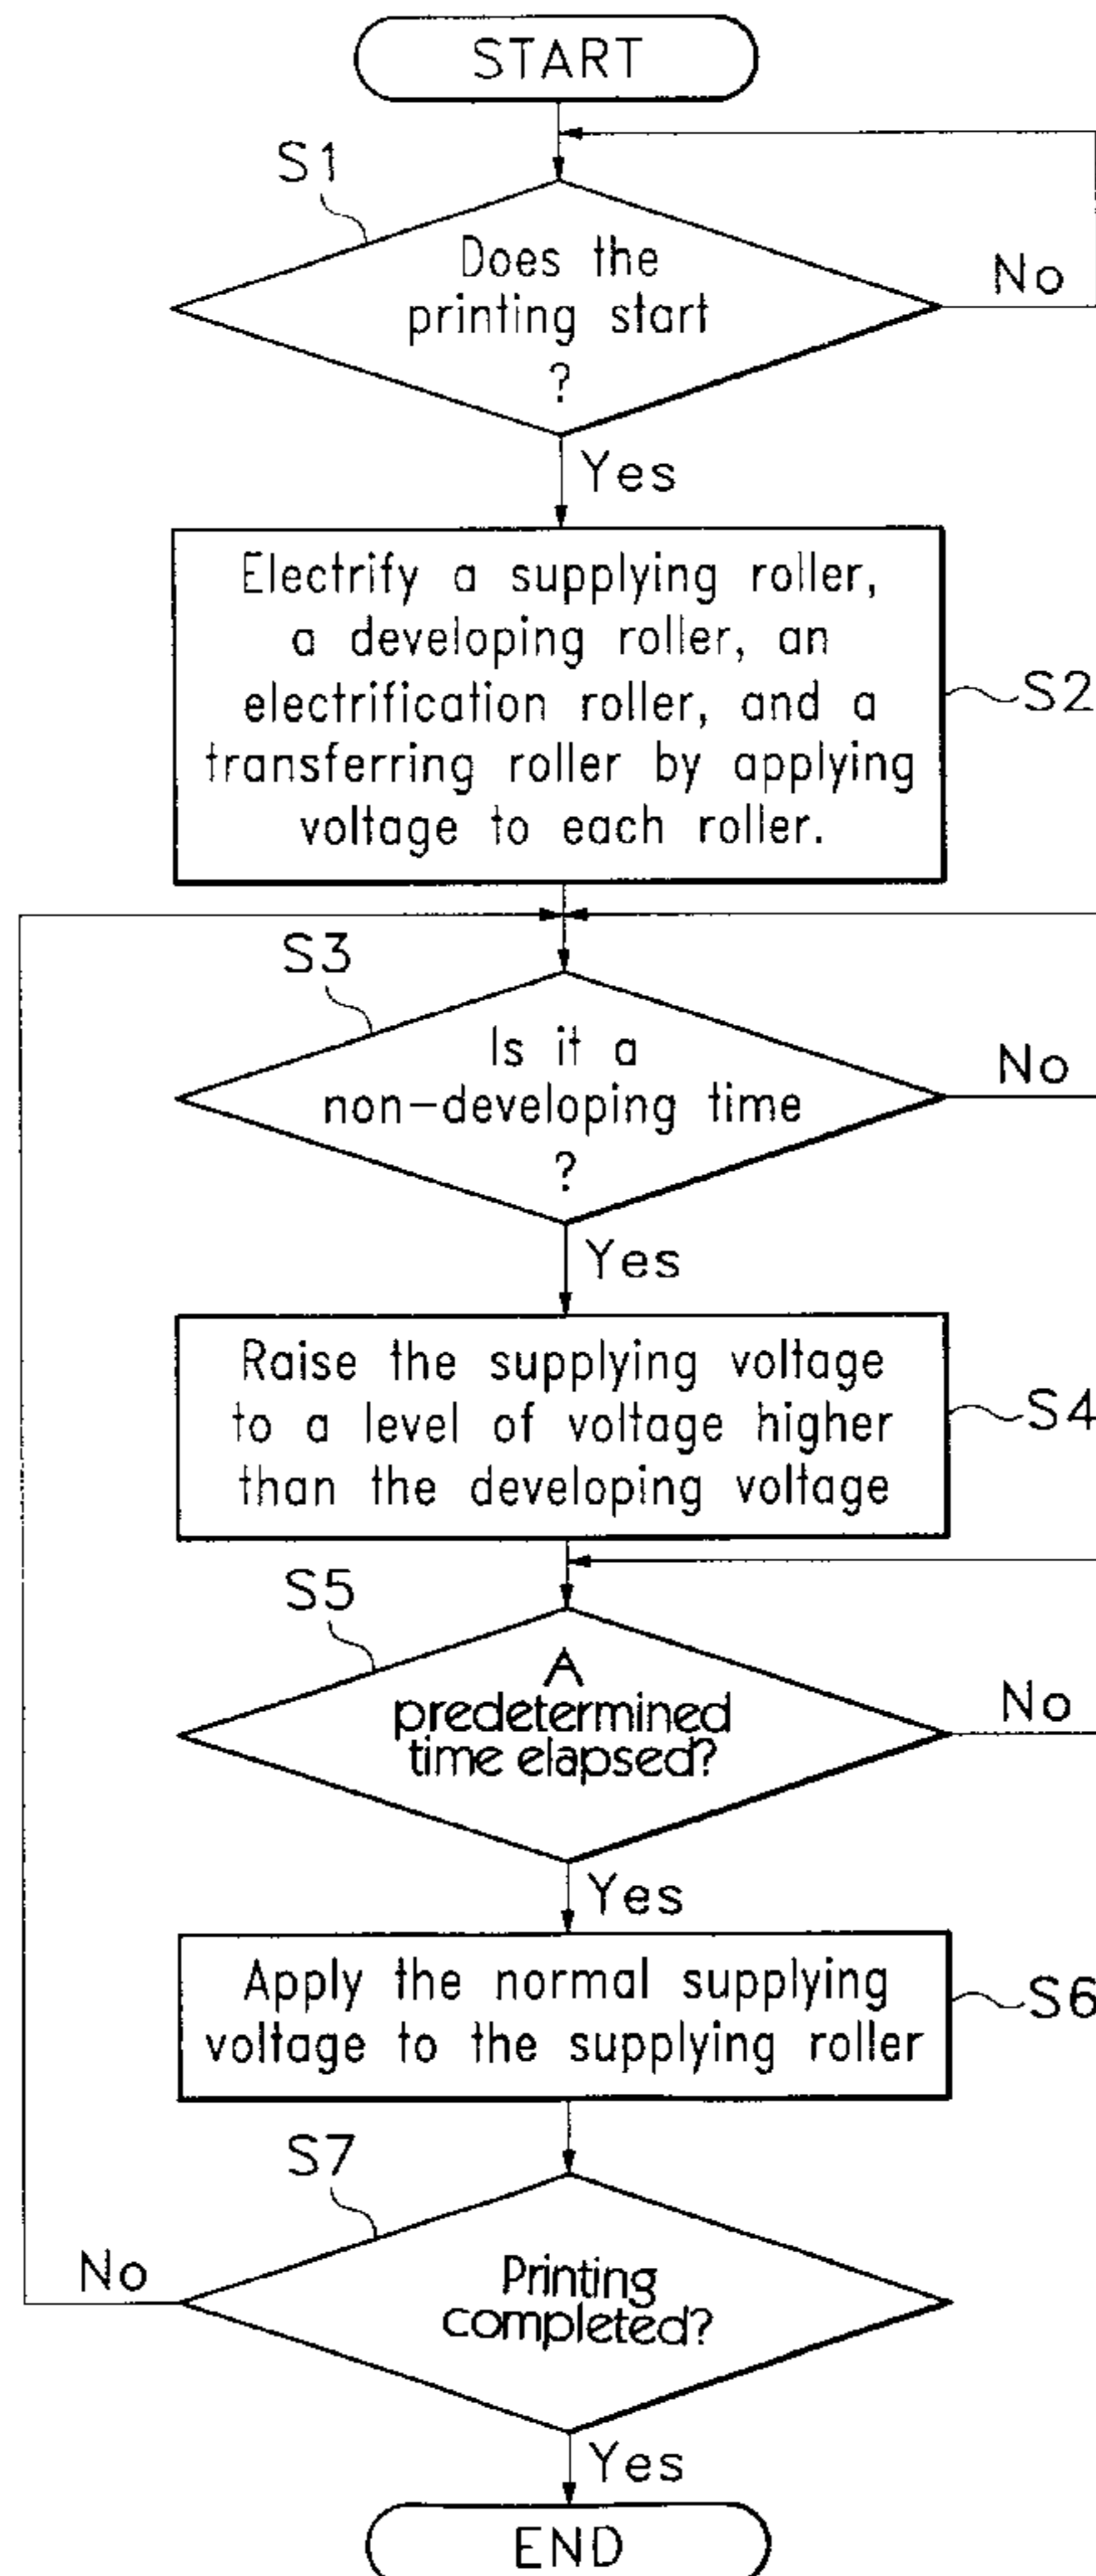 START
S1
Does the
printing start
?
No
Yes
Electrify a supplying roller,
a developing roller, an
electrification roller, and a
transferring roller by applying
voltage to each roller.
S2
S3
Is it a
non-developing time
?
No
Yes
Raise the supplying voltage
to a level of voltage higher
than the developing voltage
S4
S5
A
predetermined
time elapsed?
No
Yes
Apply the normal supplying
voltage to the supplying roller
S6
S7
Printing
completed?
No
Yes
END